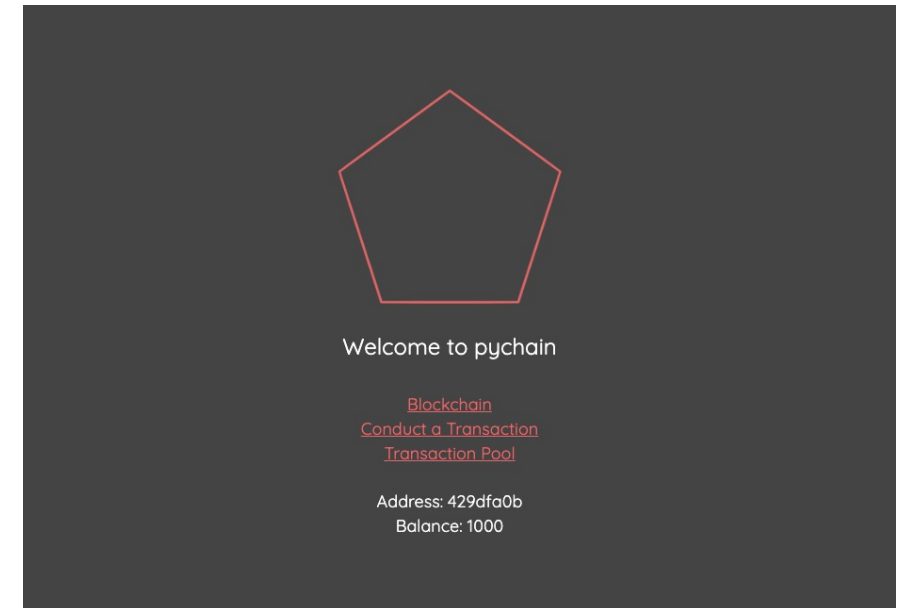 Welcome to pychain
Blockchain
Conduct a Transaction
Transaction Pool
Address: 429dfa0b
Balance: 1000